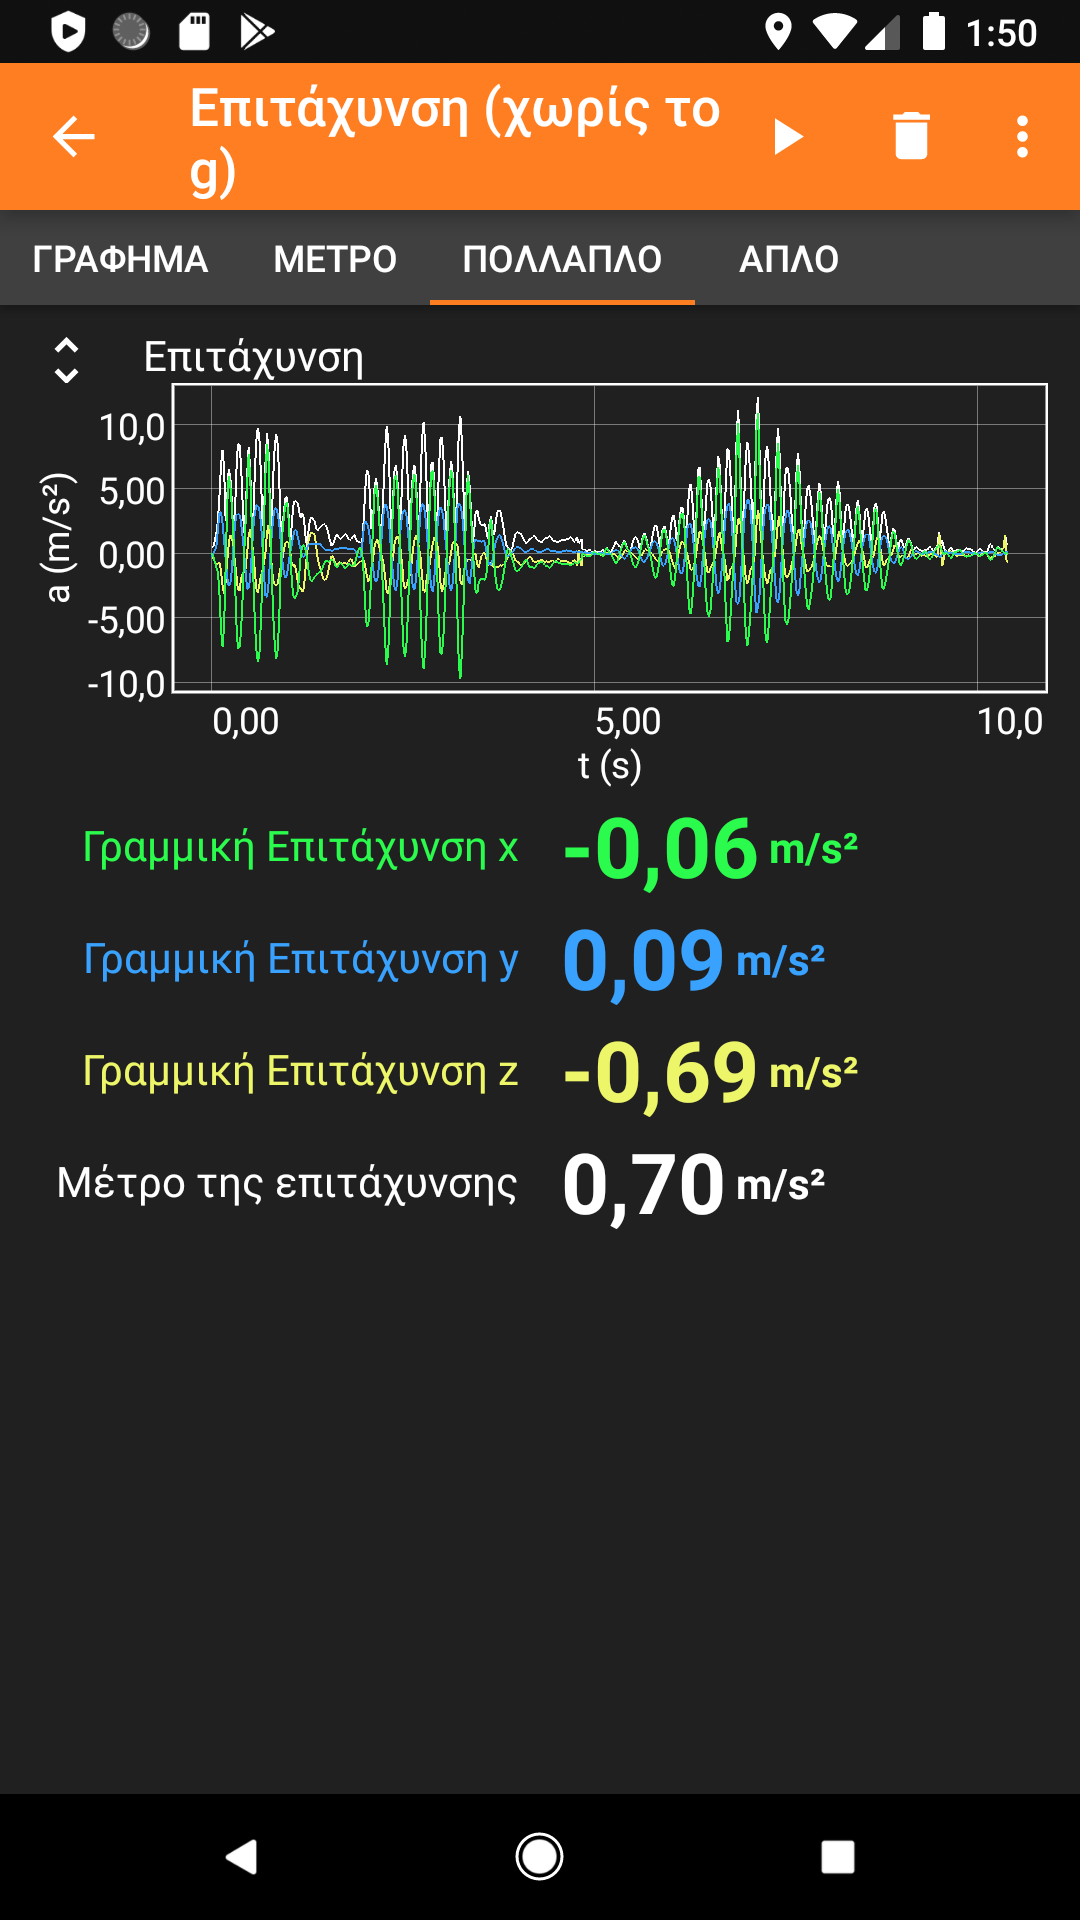 1:50
Επιτάχυνση (χωρίς το
g)
ΓΡΑΦΗΜΑ ΜΕΤΡΟ ΠΟΛΛΑΠΛΟ ΑΠΛΟ
Επιτάχυνση
10,0
5,00
0,00
-5,00
-10,0
a (m/s²)
0,00 5,00 10,0
t (s)
Γραμμική Επιτάχυνση x -0,06 m/s²
Γραμμική Επιτάχυνση y 0,09 m/s²
Γραμμική Επιτάχυνση z -0,69 m/s²
Μέτρο της επιτάχυνσης 0,70 m/s²